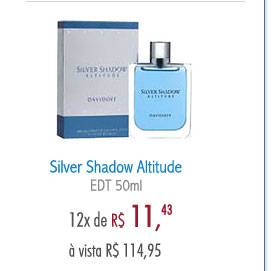 SILVER SHADOW
ALTITUDE
DAVIDOFF
SILVER SHADOW
ALTITUDE
DAVIDOFF
Silver Shadow Altitude
EDT 50ml
12x de R$ 11,43
à vista R$ 114,95